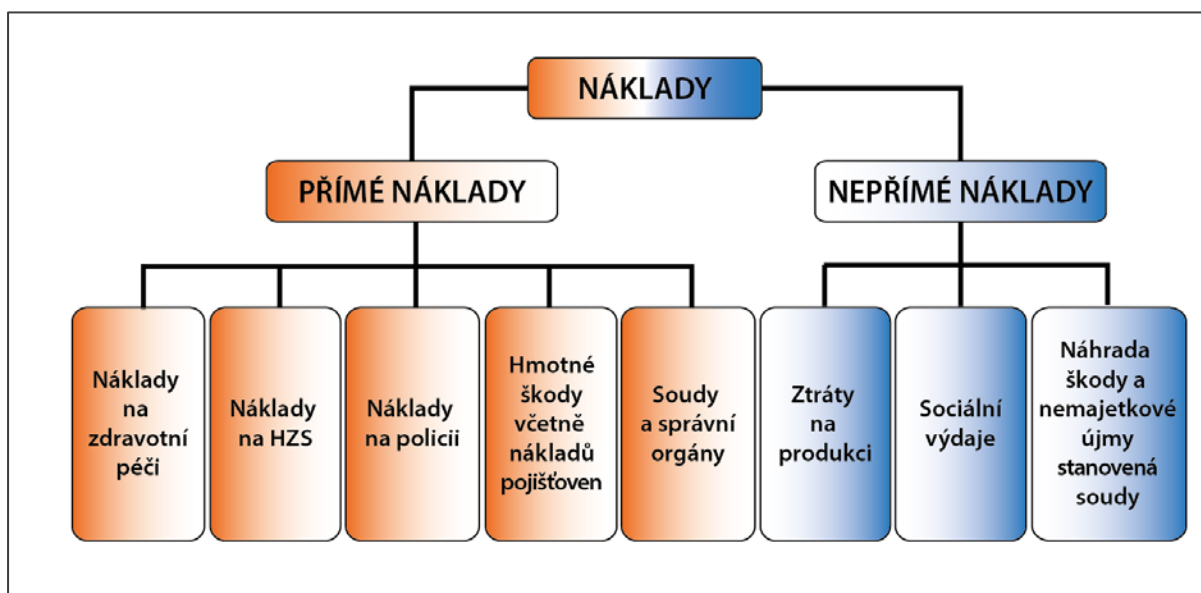 NÁKLADY
PŘÍMÉ NÁKLADY
NEPŘÍMÉ NÁKLADY
Náklady
na
zdravotní
péči
Náklady
na HZS
Náklady
na policii
Hmotné
škody
včetně
nákladů
pojišťoven
Soudy
a správní
orgány
Ztráty
na
produkci
Sociální
výdaje
Náhrada
škody a
nemajetkové
újmy
stanovená
soudy